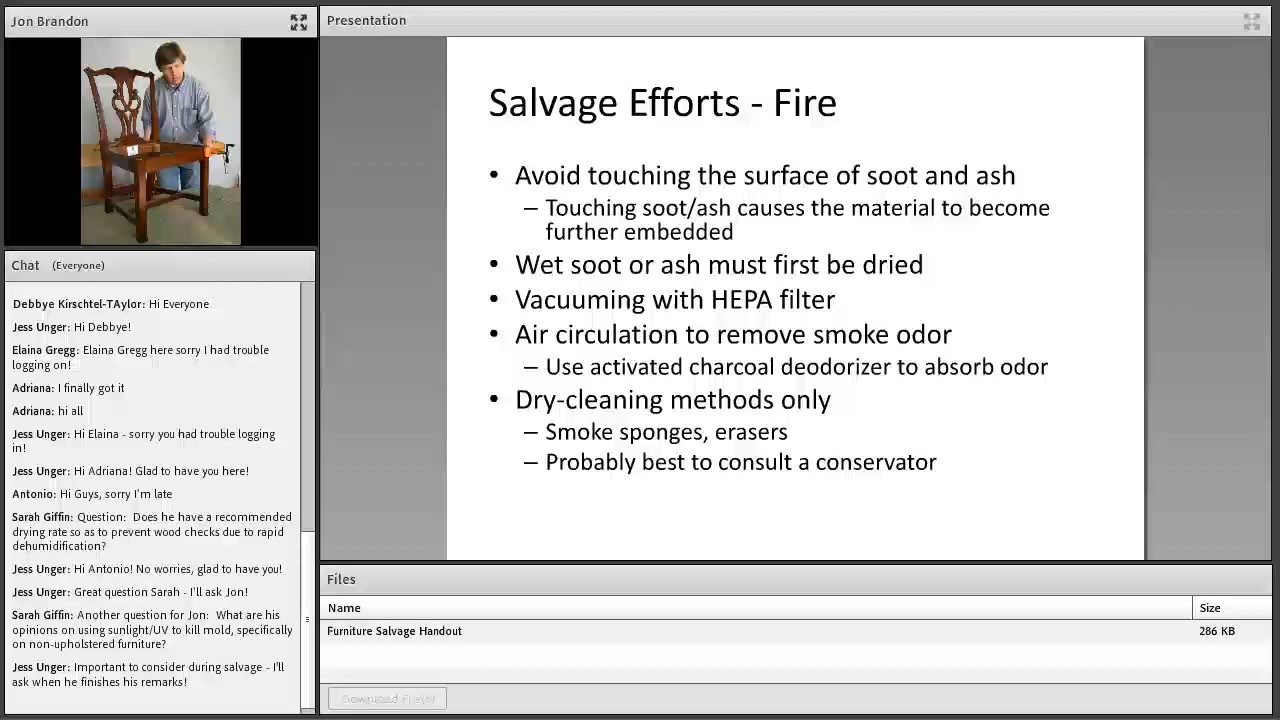 Jon Brandon
Chat (Everyone)
Debbye Kirschtel-TAylor: Hi Everyone
Jess Unger: Hi Debbye!
Elaina Gregg: Elaina Gregg here sorry I had trouble
logging on!
Adriana: I finally got it
Adriana: hi all
Jess Unger: Hi Elaina - sorry you had trouble logging
in!
Jess Unger: Hi Adriana! Glad to have you here!
Antonio: Hi Guys, sorry I'm late
Sarah Giffin: Question: Does he have a recommended
drying rate so as to prevent wood checks due to rapid
dehumidification?
Jess Unger: Hi Antonio! No worries, glad to have you!
Jess Unger: Great question Sarah - I'll ask Jon!
Sarah Giffin: Another question for Jon: What are his
opinions on using sunlight/UV to kill mold, specifically
on non-upholstered furniture?
Jess Unger: Important to consider during salvage - I'll
ask when he finishes his remarks!
Presentation
Salvage Efforts - Fire
• Avoid touching the surface of soot and ash
– Touching soot/ash causes the material to become
further embedded
• Wet soot or ash must first be dried
• Vacuuming with HEPA filter
• Air circulation to remove smoke odor
– Use activated charcoal deodorizer to absorb odor
• Dry-cleaning methods only
– Smoke sponges, erasers
– Probably best to consult a conservator
Files
Name Size
Furniture Salvage Handout 286 KB
Download File(s)